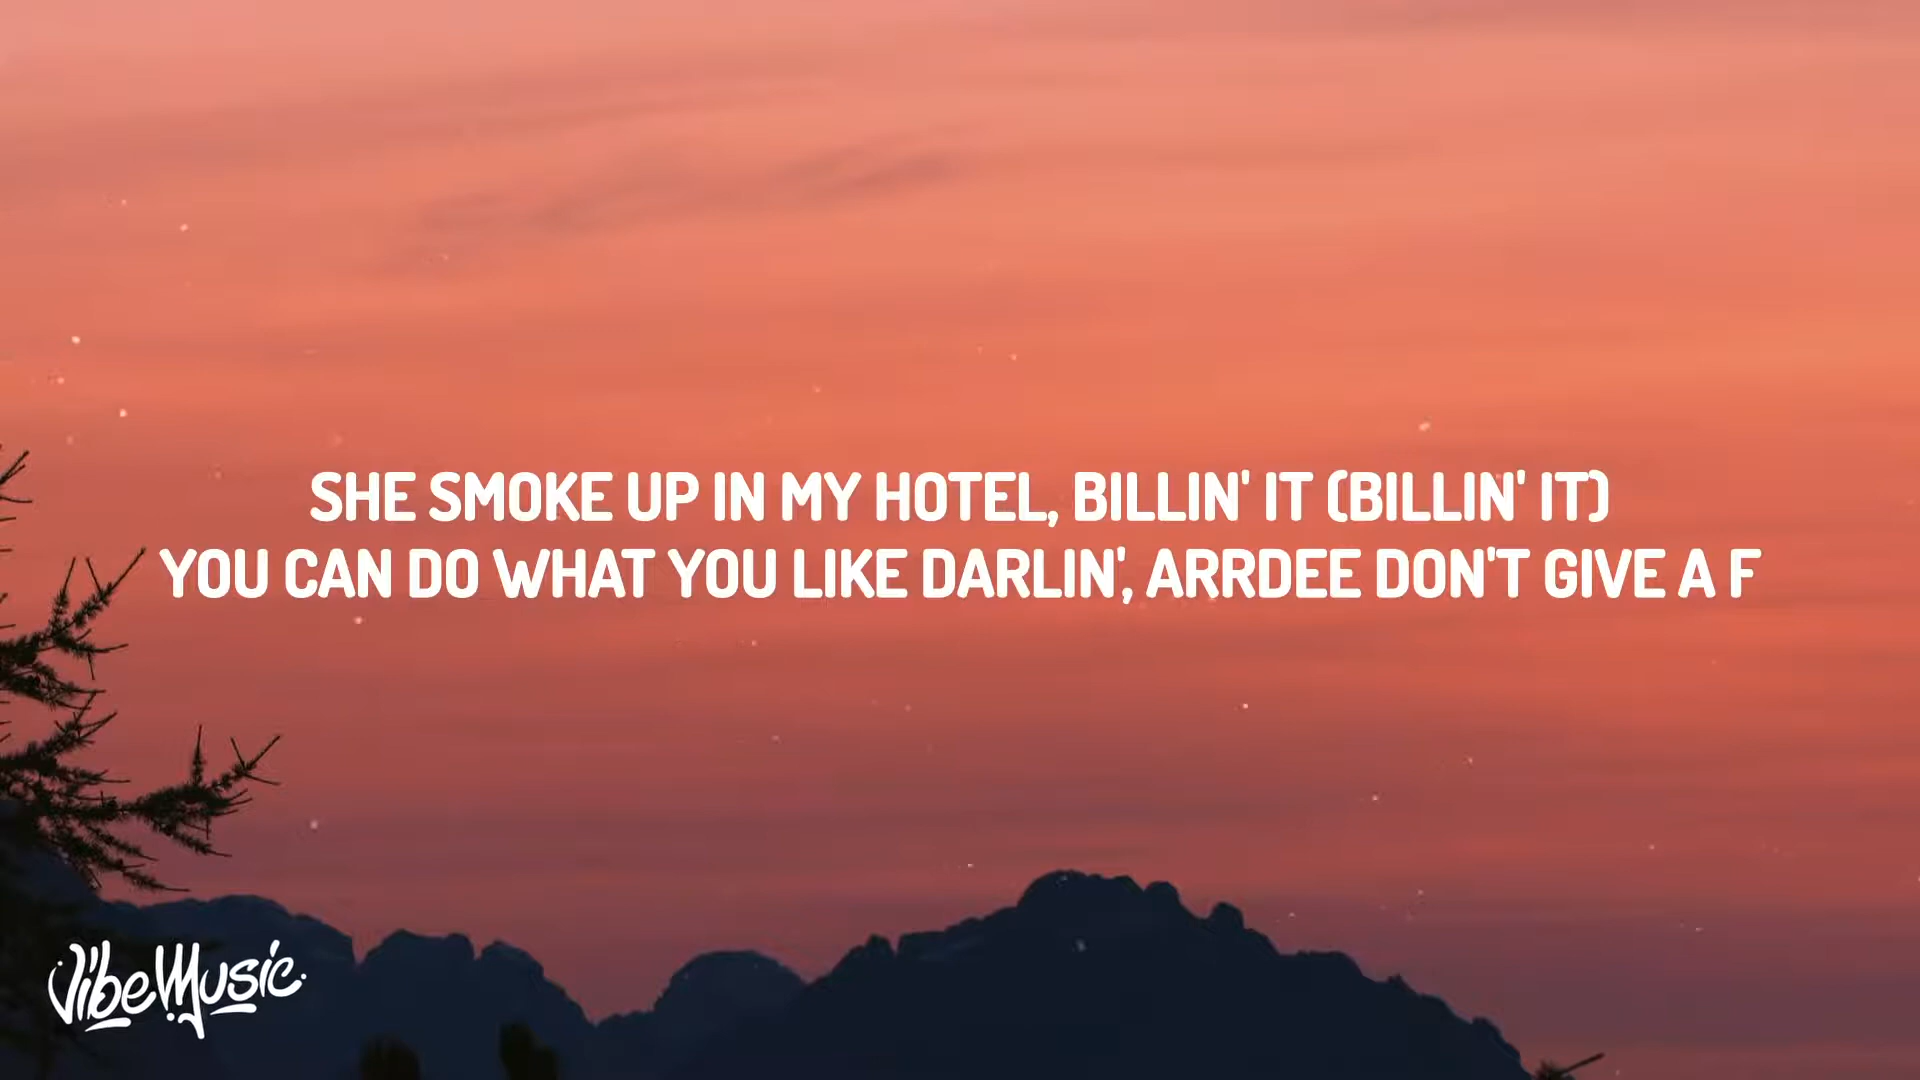 SHE SMOKE UP IN MY HOTEL, BILLIN' IT (BILLIN' IT)
YOU CAN DO WHAT YOU LIKE DARLIN', ARRDEE DON'T GIVE A F
VibeMusic